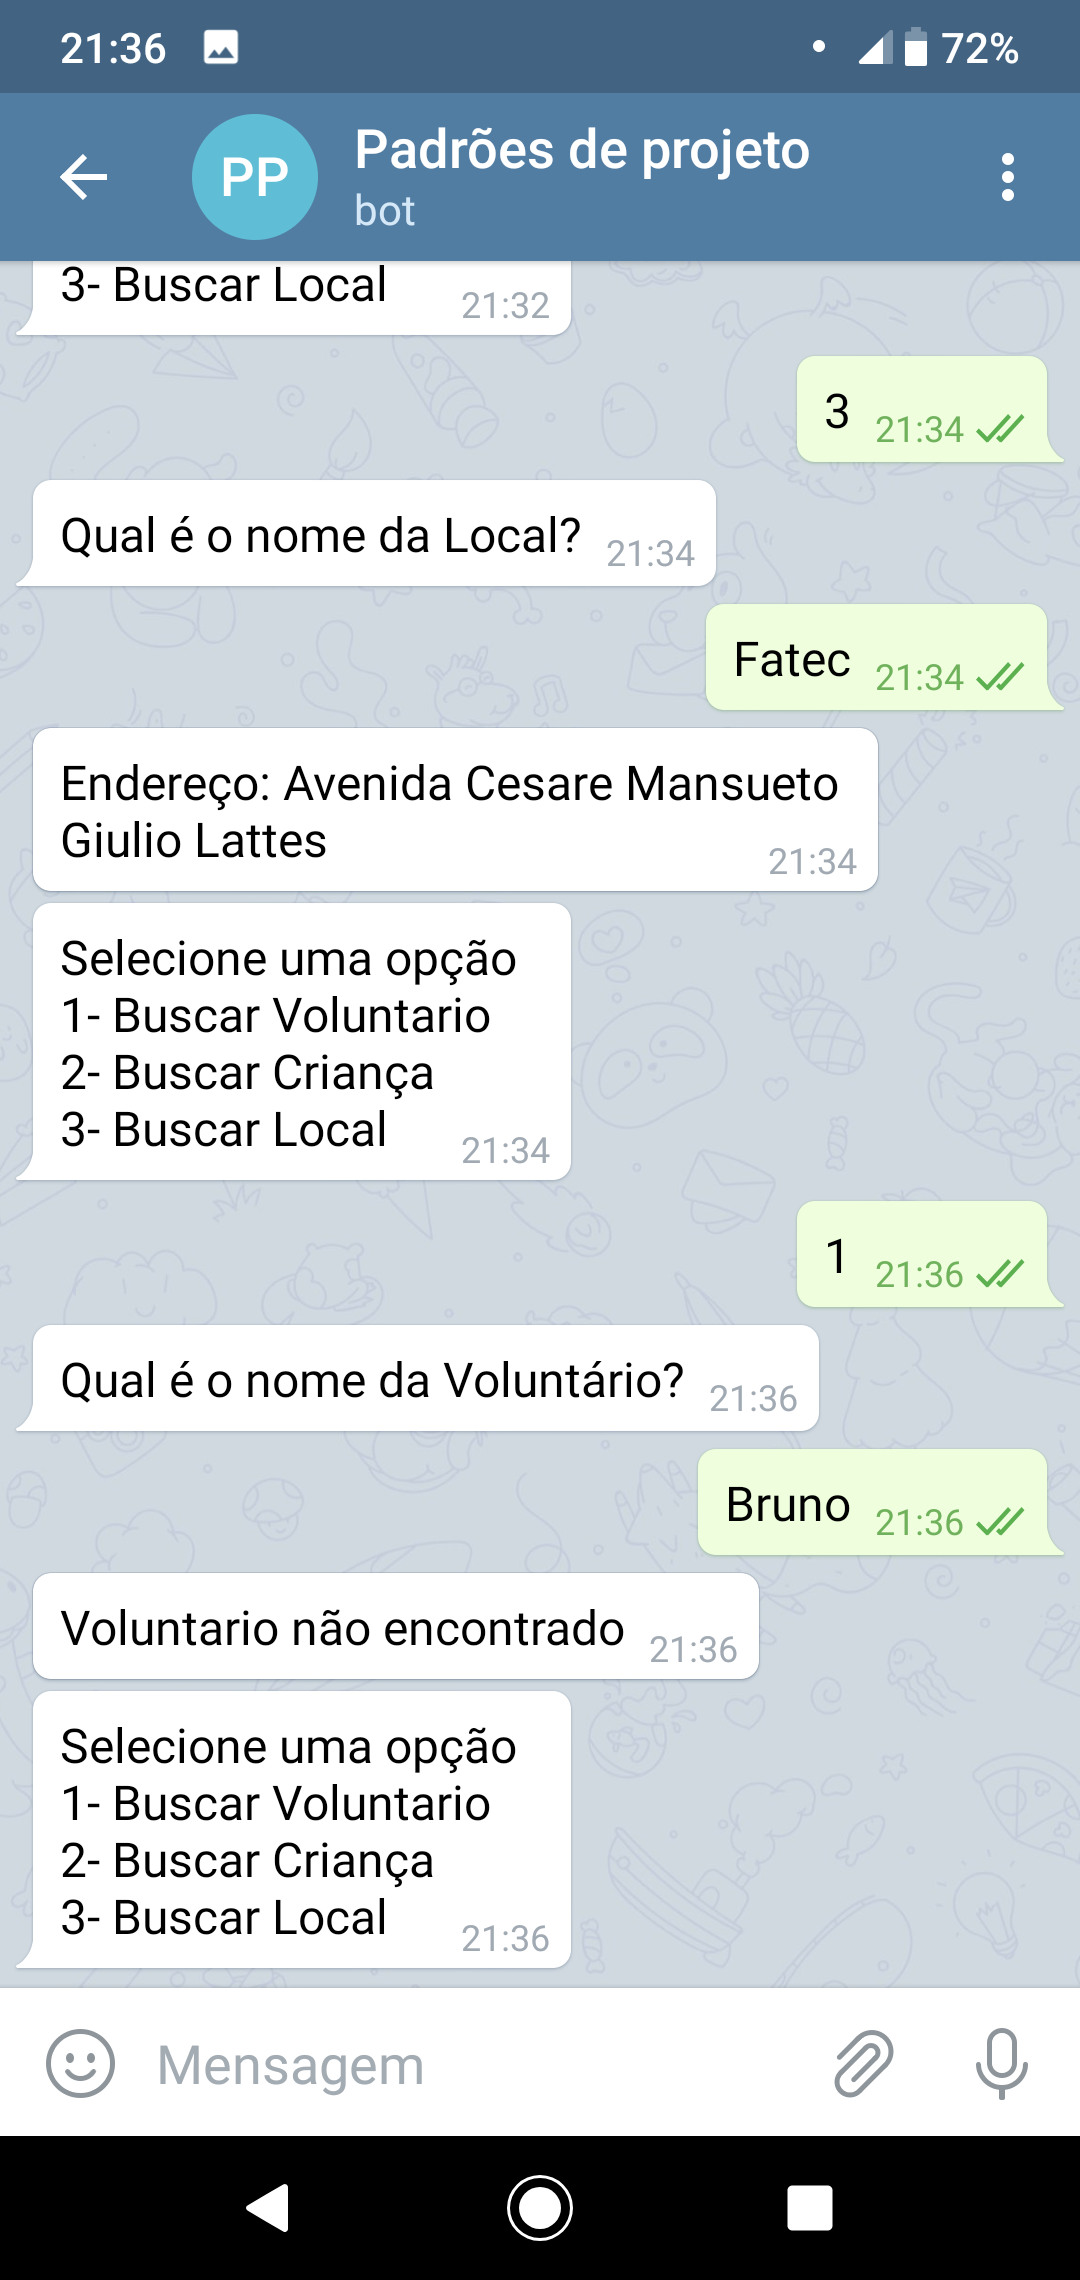 21:36
72%
PP
Padrões de projeto
bot
3- Buscar Local
21:32
3
21:34
Qual é o nome da Local?
21:34
Fatec
21:34
Endereço: Avenida Cesare Mansueto
Giulio Lattes
21:34
Selecione uma opção
1- Buscar Voluntario
2- Buscar Criança
3- Buscar Local
21:34
1
21:36
Qual é o nome da Voluntário?
21:36
Bruno
21:36
Voluntario não encontrado
21:36
Selecione uma opção
1- Buscar Voluntario
2- Buscar Criança
3- Buscar Local
21:36
Mensagem